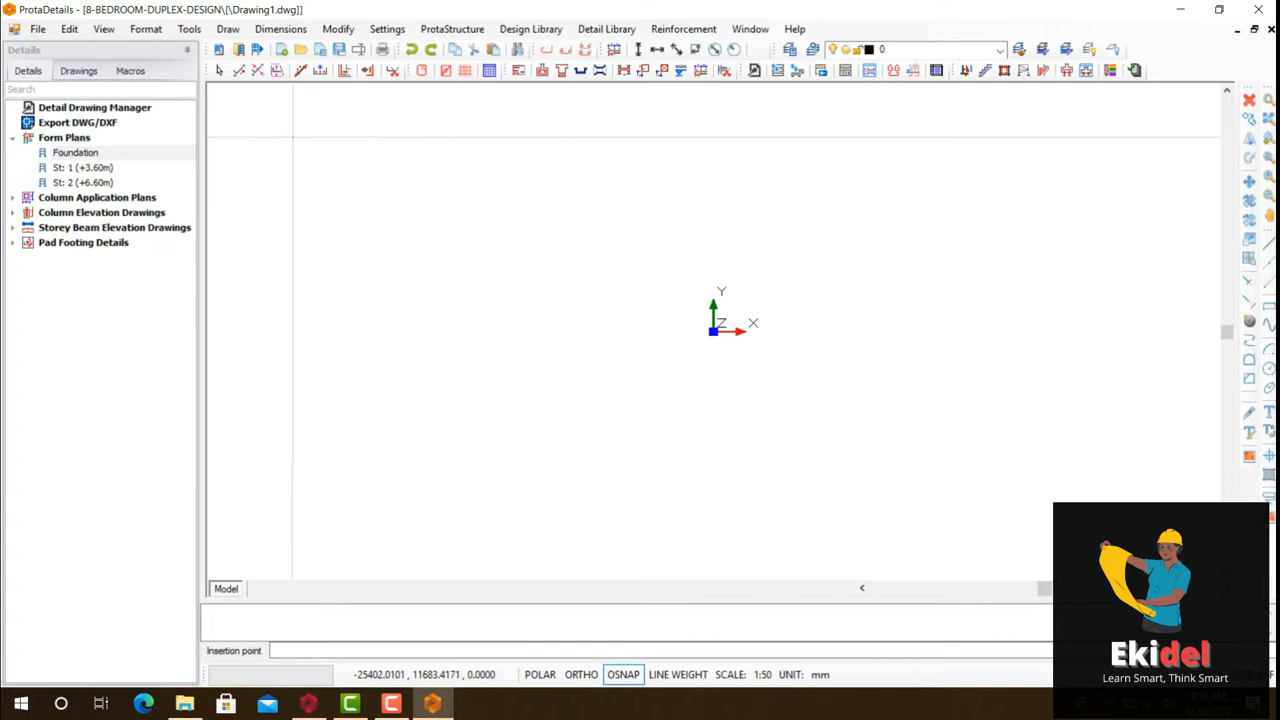 ProtaDetails - [8-BEDROOM-DUPLEX-DESIGN\[\Drawing1.dwg]]
File Edit View Format Tools Draw Dimensions Modify Settings ProtaStructure Design Library Detail Library Reinforcement Window Help
Details
0
Details Drawings Macros
Search
Detail Drawing Manager
Export DWG/DXF
Form Plans
Foundation
St: 1 (+3.60m)
St: 2 (+6.60m)
Column Application Plans
Column Elevation Drawings
Storey Beam Elevation Drawings
Pad Footing Details
Y
Z X
Model
Insertion point
Ekidel
Learn Smart, Think Smart
-25402.0101, 11683.4171, 0.0000 POLAR ORTHO OSNAP LINE WEIGHT SCALE: 1:50 UNIT: mm